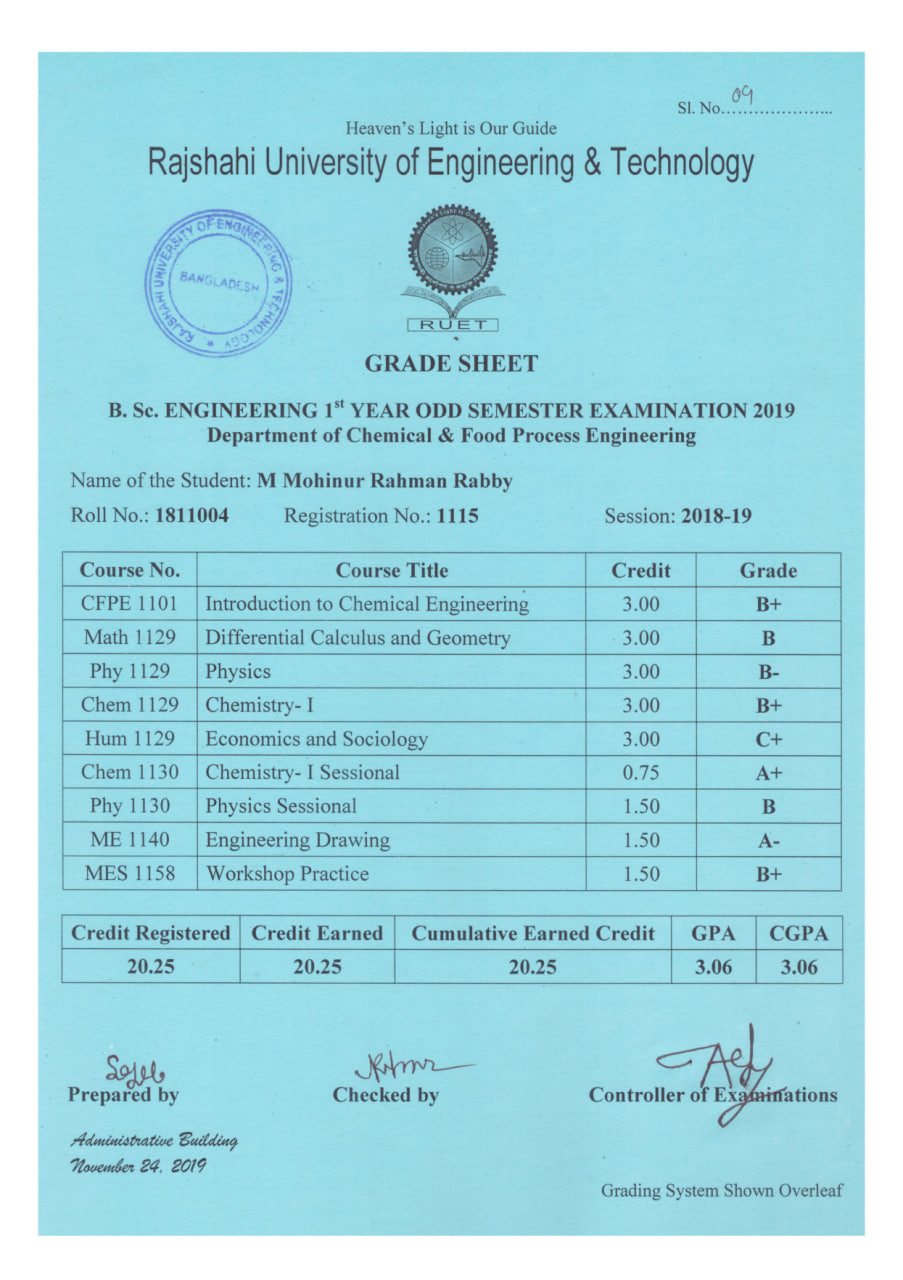 Sl. No. 09
Heaven's Light is Our Guide
Rajshahi University of Engineering & Technology
RAJSHAHI UNIVERSITY OF ENGINEERING & TECHNOLOGY *
BANGLADESH
RUET
GRADE SHEET
B. Sc. ENGINEERING 1st YEAR ODD SEMESTER EXAMINATION 2019
Department of Chemical & Food Process Engineering
Name of the Student: M Mohinur Rahman Rabby
Roll No.: 1811004 Registration No.: 1115 Session: 2018-19
Course No. Course Title Credit Grade
CFPE 1101 Introduction to Chemical Engineering 3.00 B+
Math 1129 Differential Calculus and Geometry 3.00 B
Phy 1129 Physics 3.00 B-
Chem 1129 Chemistry- I 3.00 B+
Hum 1129 Economics and Sociology 3.00 C+
Chem 1130 Chemistry- I Sessional 0.75 A+
Phy 1130 Physics Sessional 1.50 B
ME 1140 Engineering Drawing 1.50 A-
MES 1158 Workshop Practice 1.50 B+
Credit Registered Credit Earned Cumulative Earned Credit GPA CGPA
20.25 20.25 20.25 3.06 3.06
Prepared by Checked by Controller of Examinations
Administrative Building
November 24, 2019
Grading System Shown Overleaf